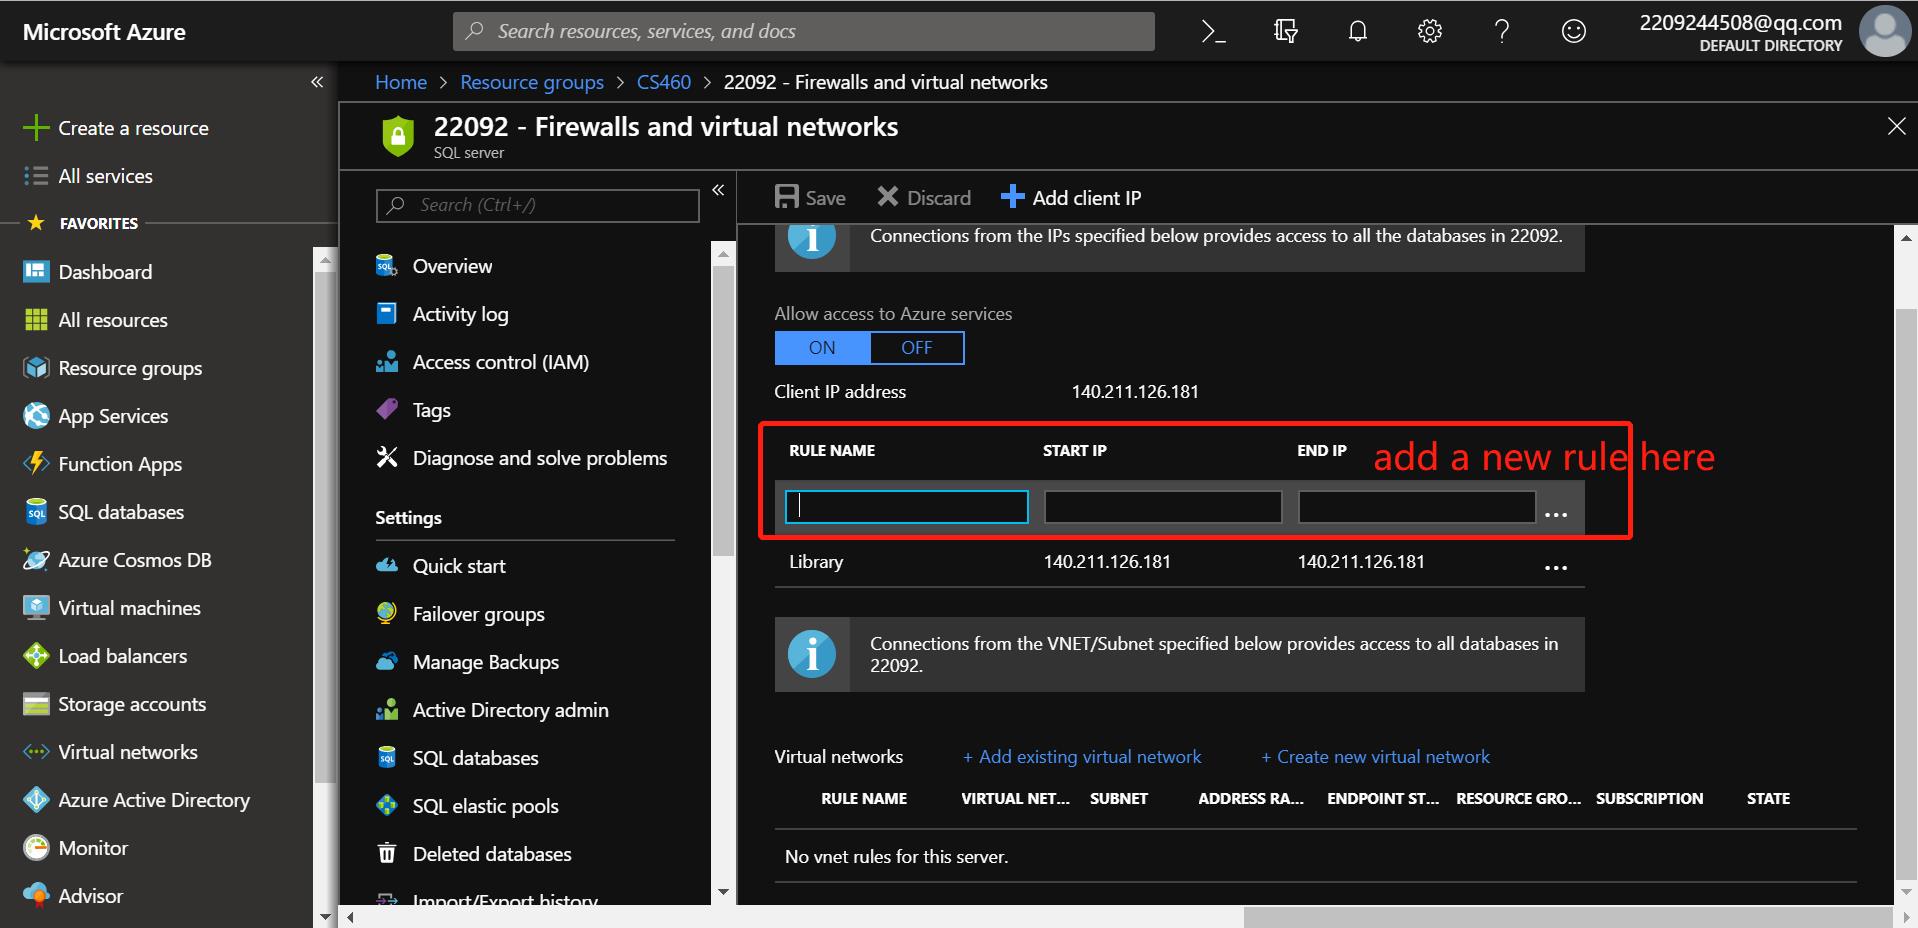 Microsoft Azure
Search resources, services, and docs
2209244508@qq.com
DEFAULT DIRECTORY
Home > Resource groups > CS460 > 22092 - Firewalls and virtual networks
Create a resource
All services
FAVORITES
Dashboard
All resources
Resource groups
App Services
Function Apps
SQL databases
Azure Cosmos DB
Virtual machines
Load balancers
Storage accounts
Virtual networks
Azure Active Directory
Monitor
Advisor
22092 - Firewalls and virtual networks
SQL server
Search (Ctrl+/)
Overview
Activity log
Access control (IAM)
Tags
Diagnose and solve problems
Settings
Quick start
Failover groups
Manage Backups
Active Directory admin
SQL databases
SQL elastic pools
Deleted databases
Import/Export history
Save Discard Add client IP
Connections from the IPs specified below provides access to all the databases in 22092.
Allow access to Azure services
ON OFF
Client IP address 140.211.126.181
RULE NAME START IP END IP add a new rule here
...
Library 140.211.126.181 140.211.126.181 ...
Connections from the VNET/Subnet specified below provides access to all databases in
22092.
Virtual networks + Add existing virtual network + Create new virtual network
RULE NAME VIRTUAL NET... SUBNET ADDRESS RA... ENDPOINT ST... RESOURCE GRO... SUBSCRIPTION STATE
No vnet rules for this server.